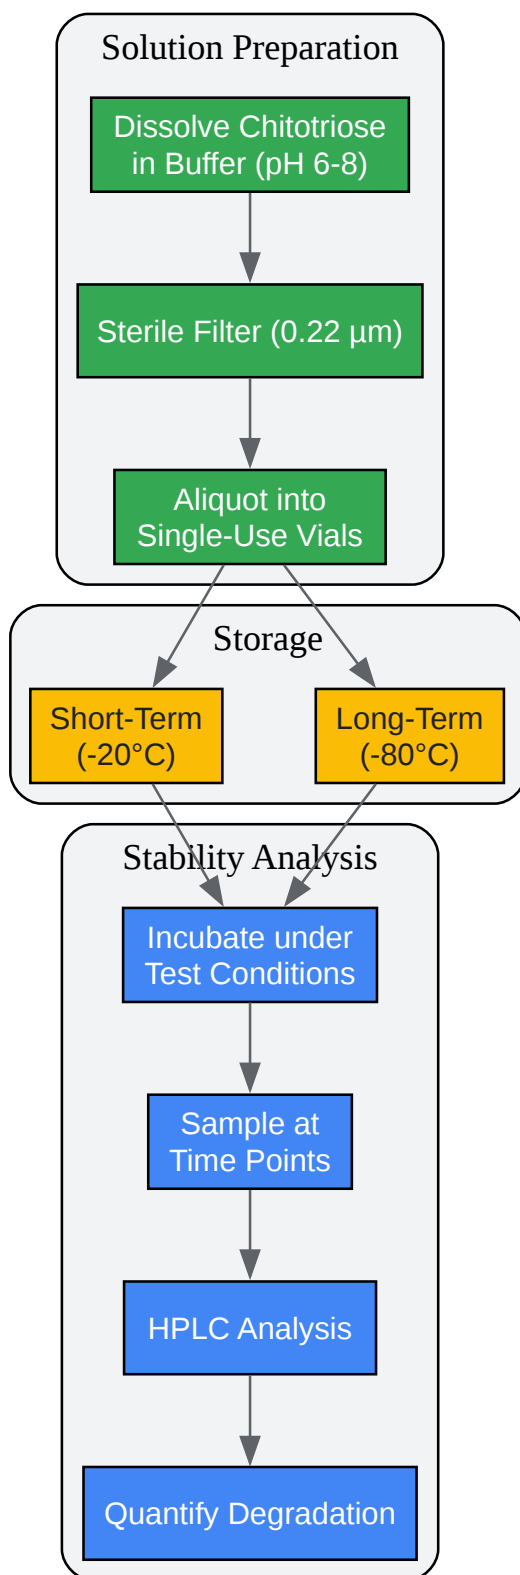 Solution Preparation
Dissolve Chitotriose
in Buffer (pH 6-8)
Sterile Filter (0.22 µm)
Aliquot into
Single-Use Vials
Storage
Short-Term
(-20°C)
Long-Term
(-80°C)
Stability Analysis
Incubate under
Test Conditions
Sample at
Time Points
HPLC Analysis
Quantify Degradation